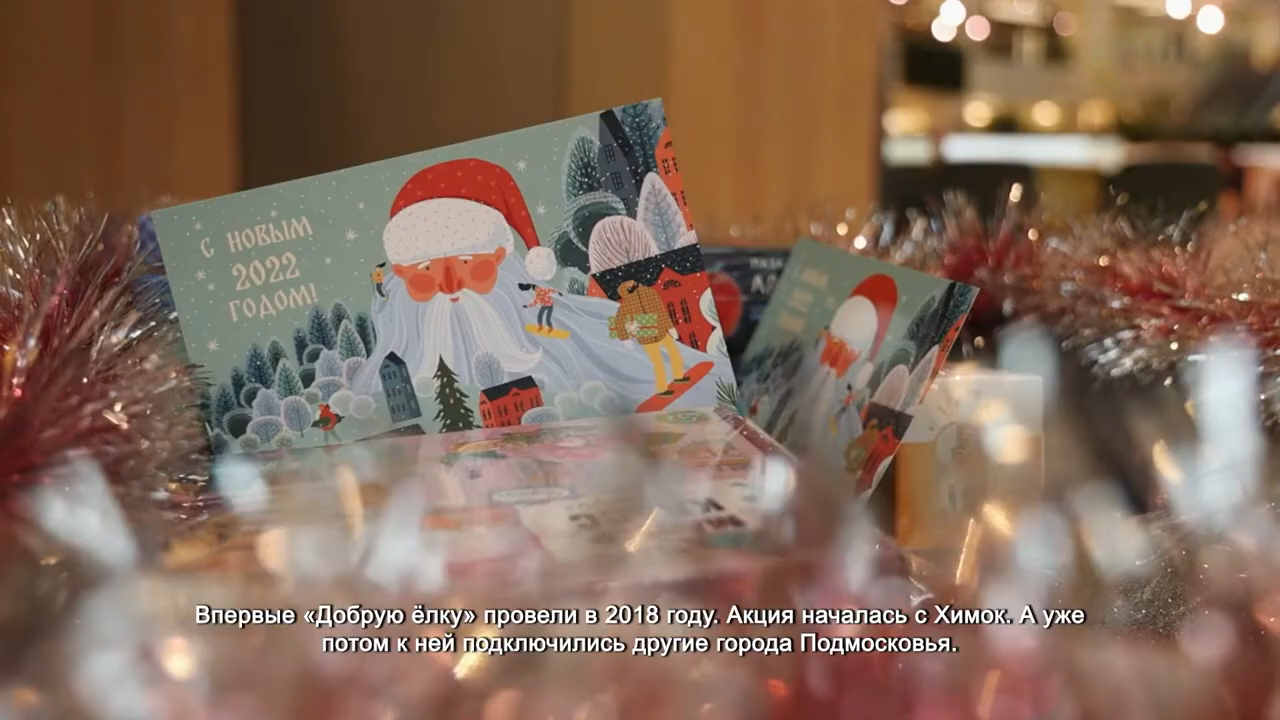 С НОВЫМ
2022
ГОДОМ!
Впервые «Добрую ёлку» провели в 2018 году. Акция началась с Химок. А уже
потом к ней подключились другие города Подмосковья.